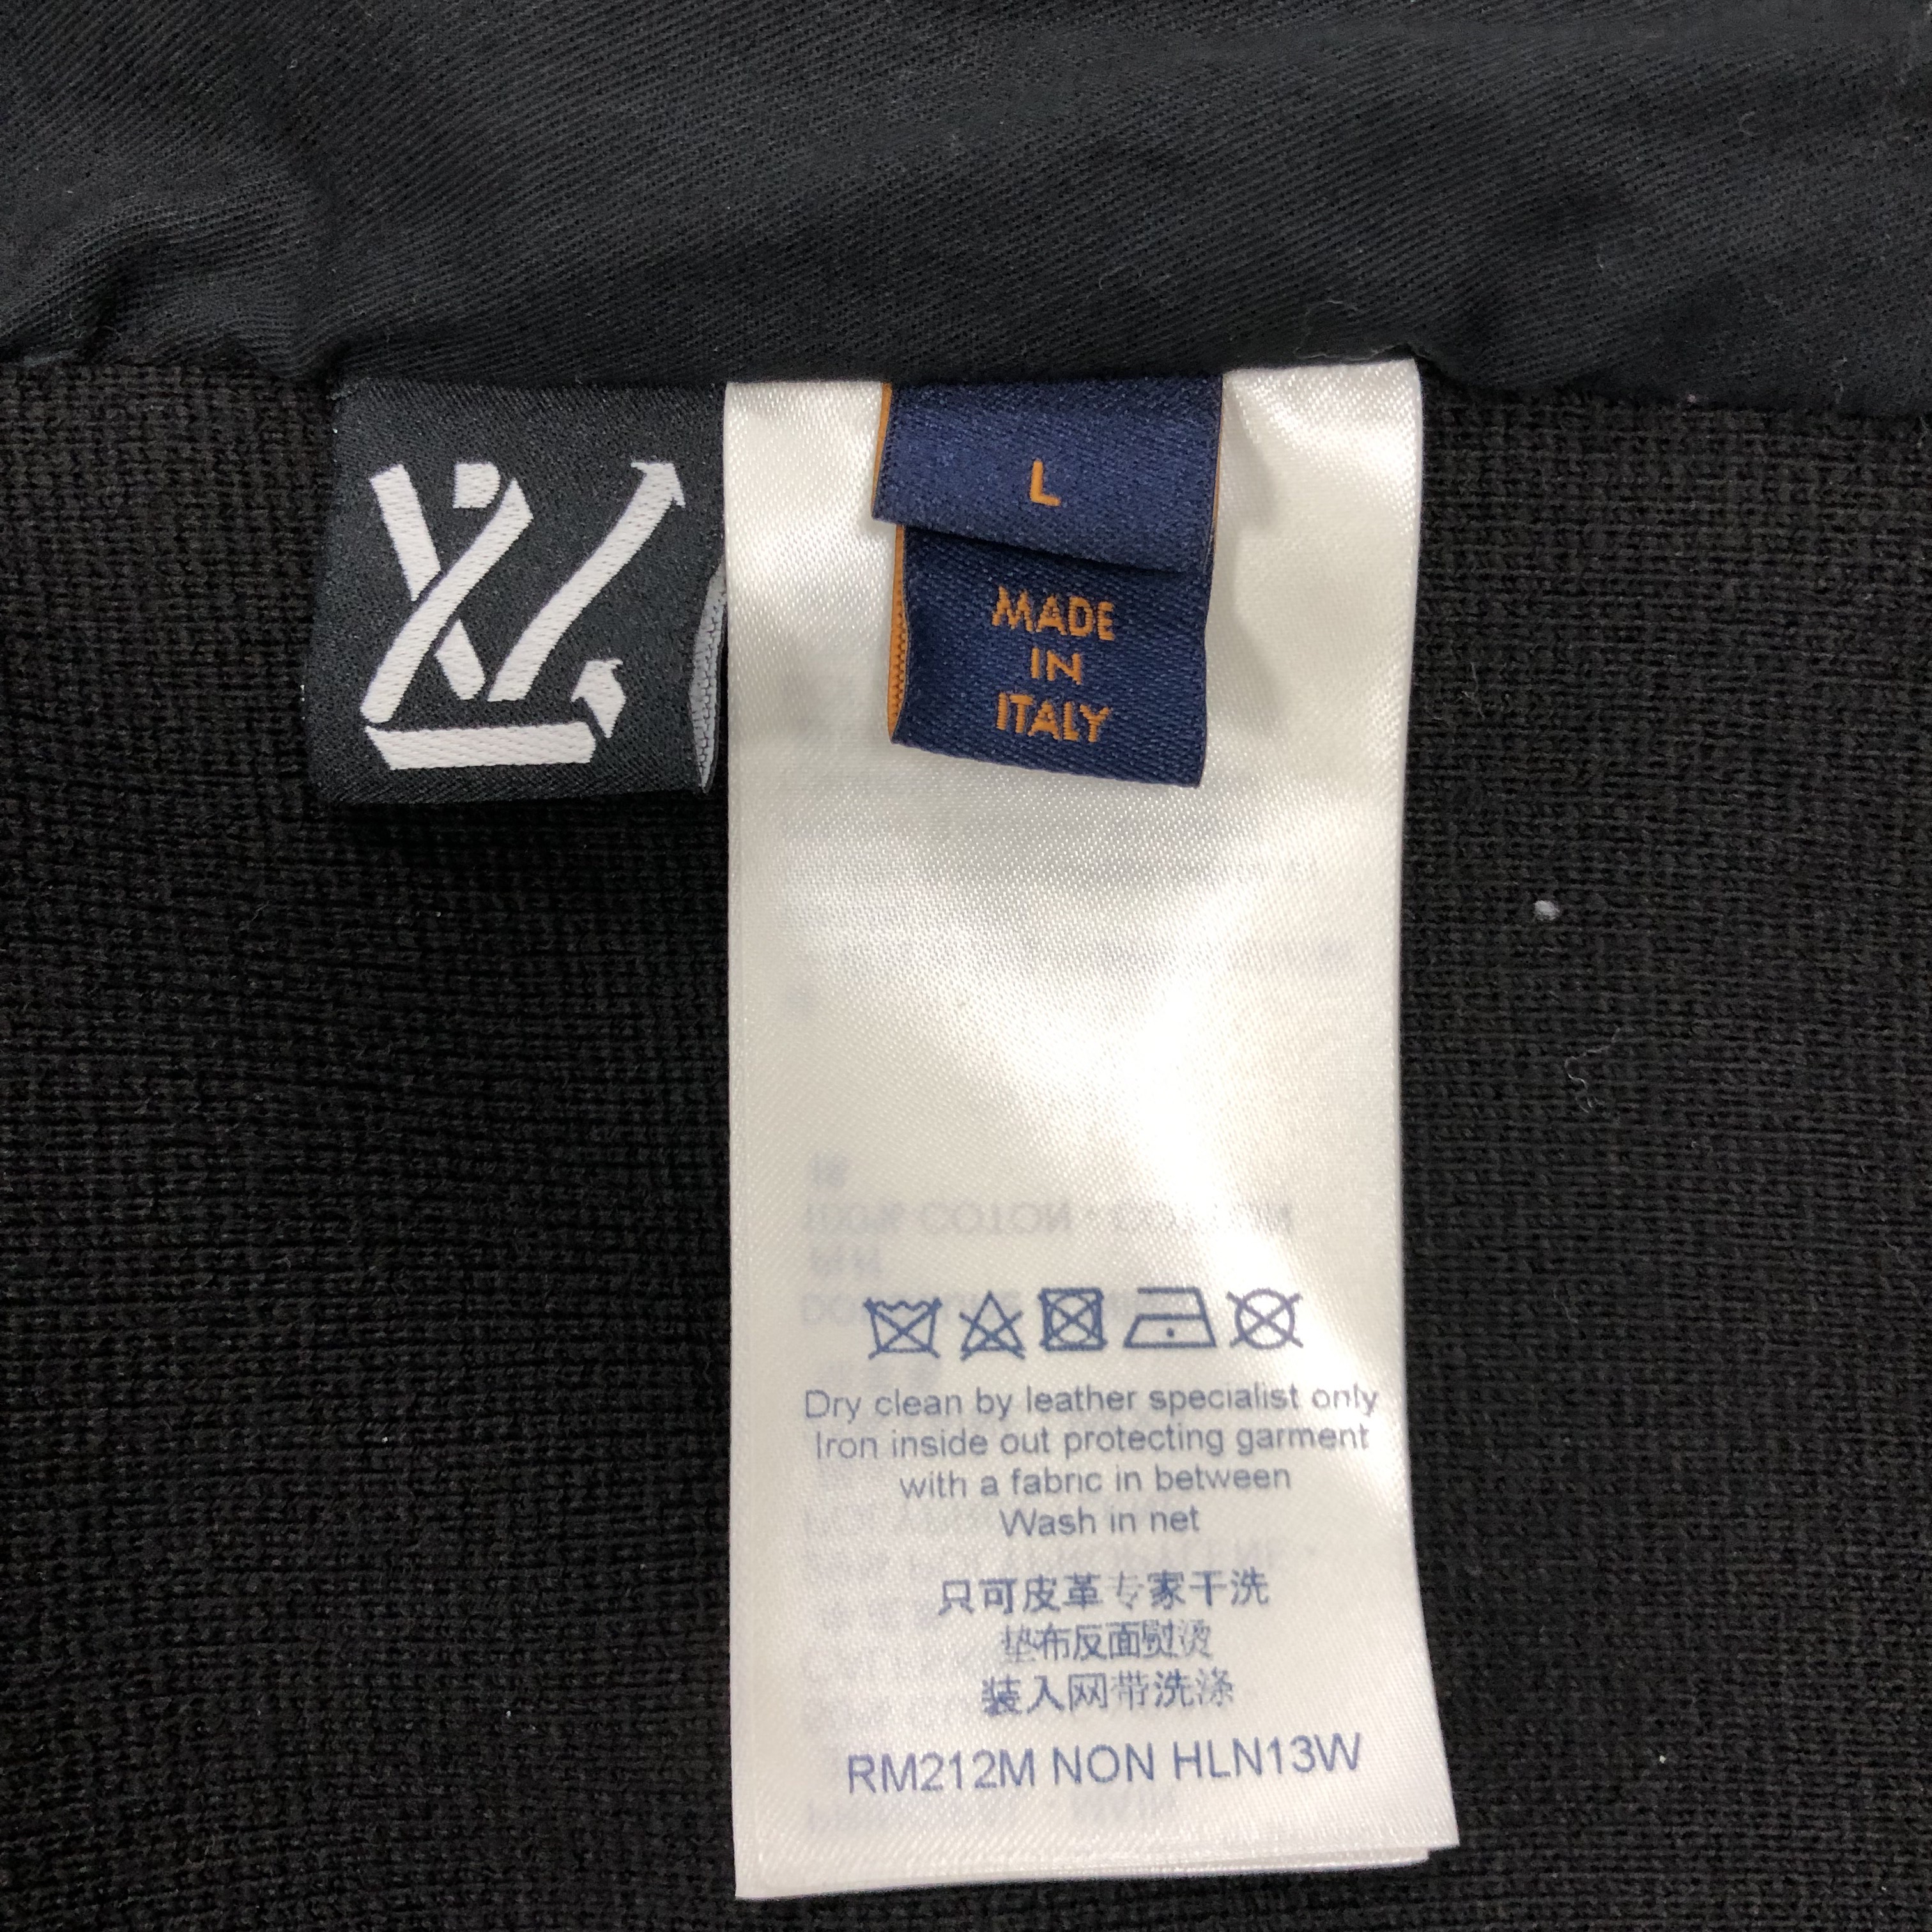 L
MADE
IN
ITALY
Dry clean by leather specialist only
Iron inside out protecting garment
with a fabric in between
Wash in net
只可皮革专家干洗
垫布反面熨烫
装入网带洗涤
RM212M NON HLN13W